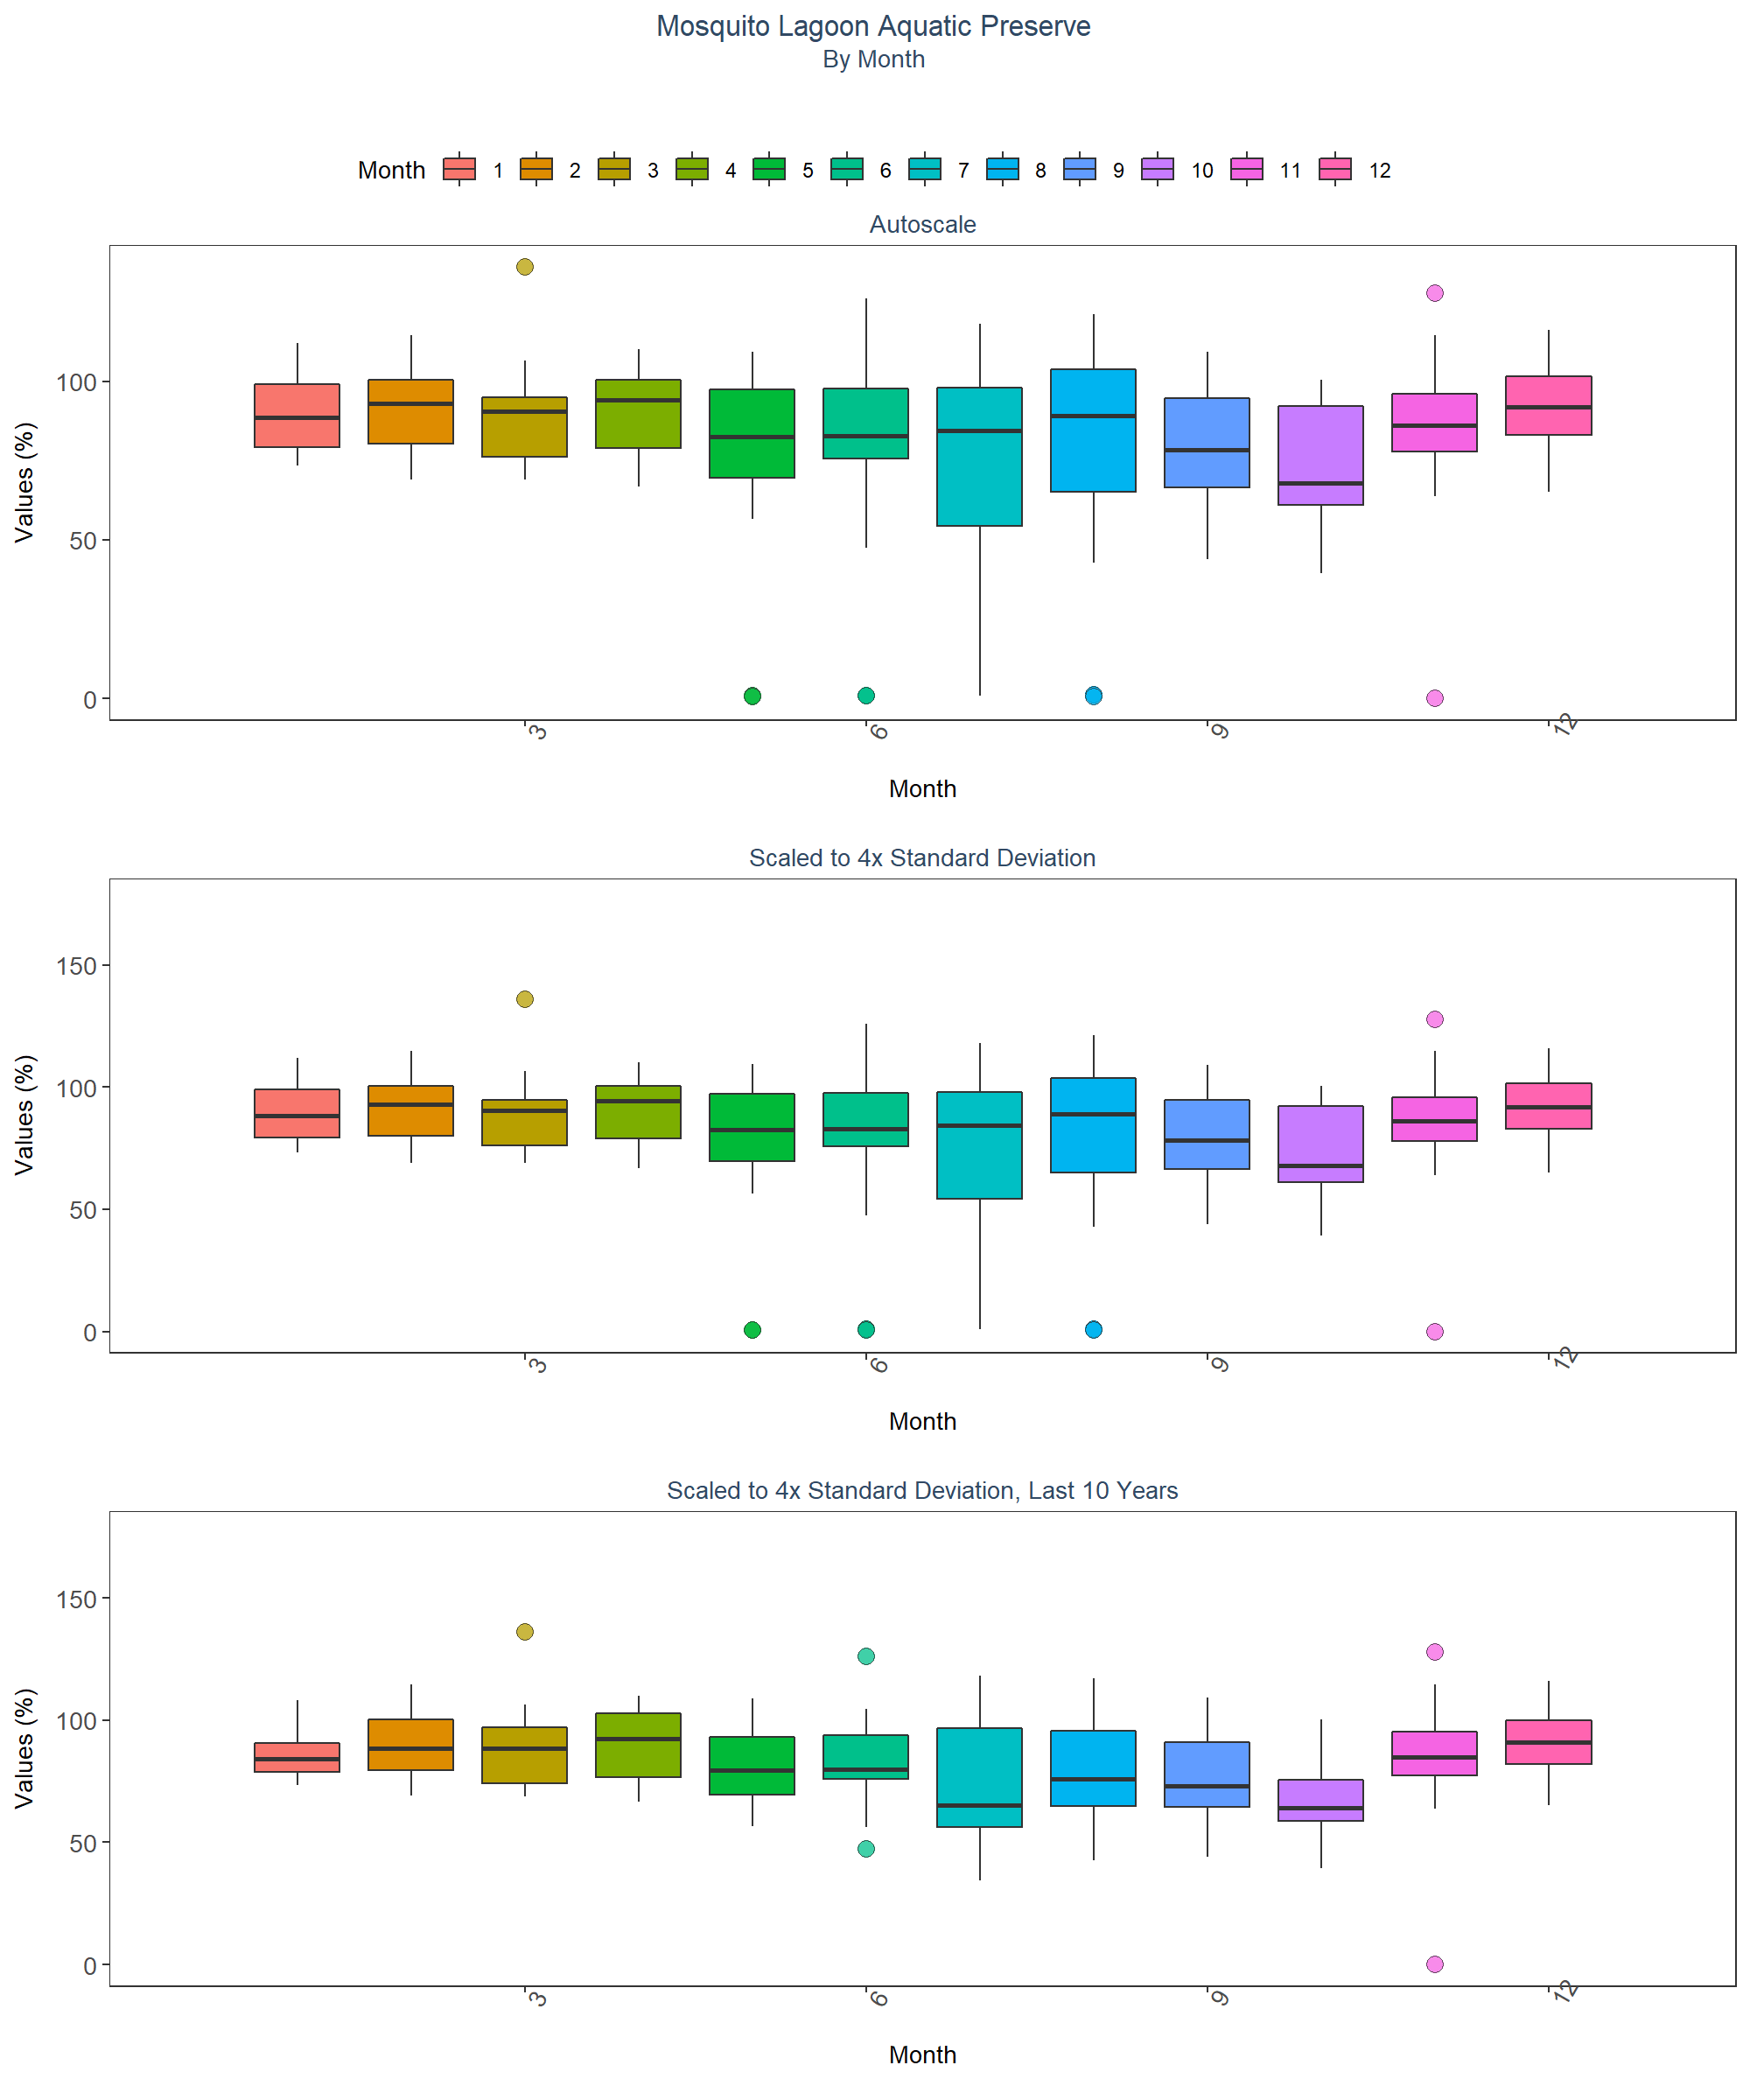 Mosquito Lagoon Aquatic Preserve
By Month
Month 1 2 3 4 5 6 7 8 9 10 11 12
Autoscale
Values (%)
100
50
0
3 6 9 12
Month
Scaled to 4x Standard Deviation
Values (%)
150
100
50
0
3 6 9 12
Month
Scaled to 4x Standard Deviation, Last 10 Years
Values (%)
150
100
50
0
3 6 9 12
Month